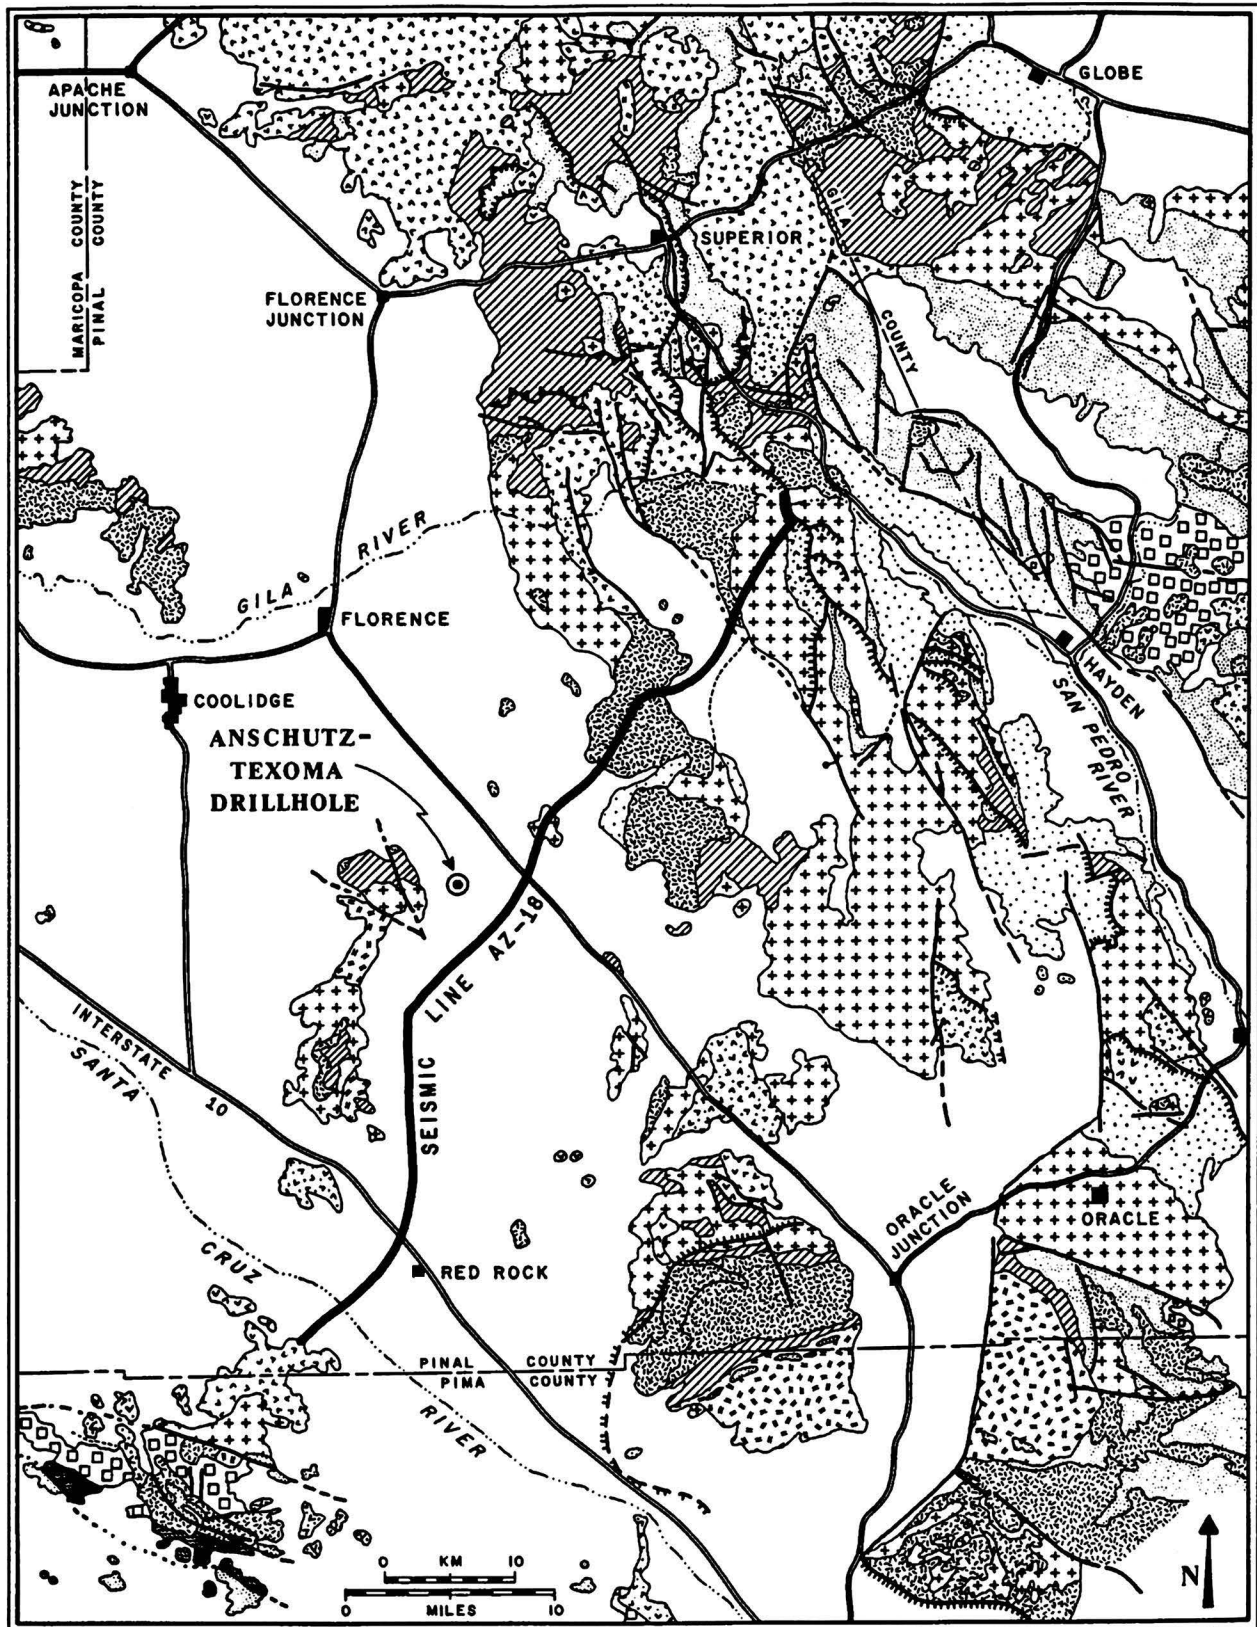 GLOBE
APACHE
JUNCTION
MARICOPA COUNTY
PINAL COUNTY
GILA
COUNTY
SUPERIOR
FLORENCE
JUNCTION
GILA
RIVER
FLORENCE
COOLIDGE
HAYDEN
SAN PEDRO
RIVER
ANSCHUTZ-
TEXOMA
DRILLHOLE
SEISMIC
LINE AZ-18
INTERSTATE
10
SANTA
CRUZ
RIVER
ORACLE
JUNCTION
ORACLE
RED ROCK
PINAL COUNTY
PIMA COUNTY
0 KM 10
0 MILES 10
N